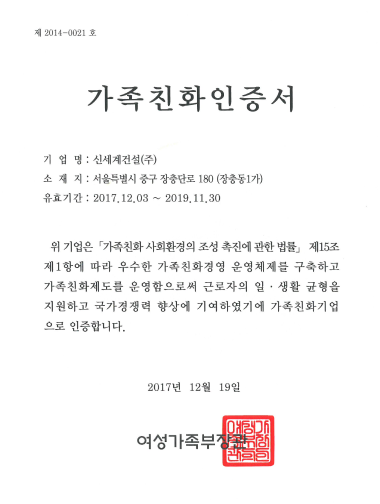 제 2014-0021 호
가족친화인증서
기 업 명 : 신세계건설(주)
소 재 지 : 서울특별시 중구 장충단로 180 (장충동1가)
유효기간 : 2017.12.03 ~ 2019.11.30
위 기업은 「가족친화 사회환경의 조성 촉진에 관한 법률」 제15조
제1항에 따라 우수한 가족친화경영 운영체제를 구축하고
가족친화제도를 운영함으로써 근로자의 일 · 생활 균형을
지원하고 국가경쟁력 향상에 기여하였기에 가족친화기업
으로 인증합니다.
2017년 12월 19일
여성가족부장관